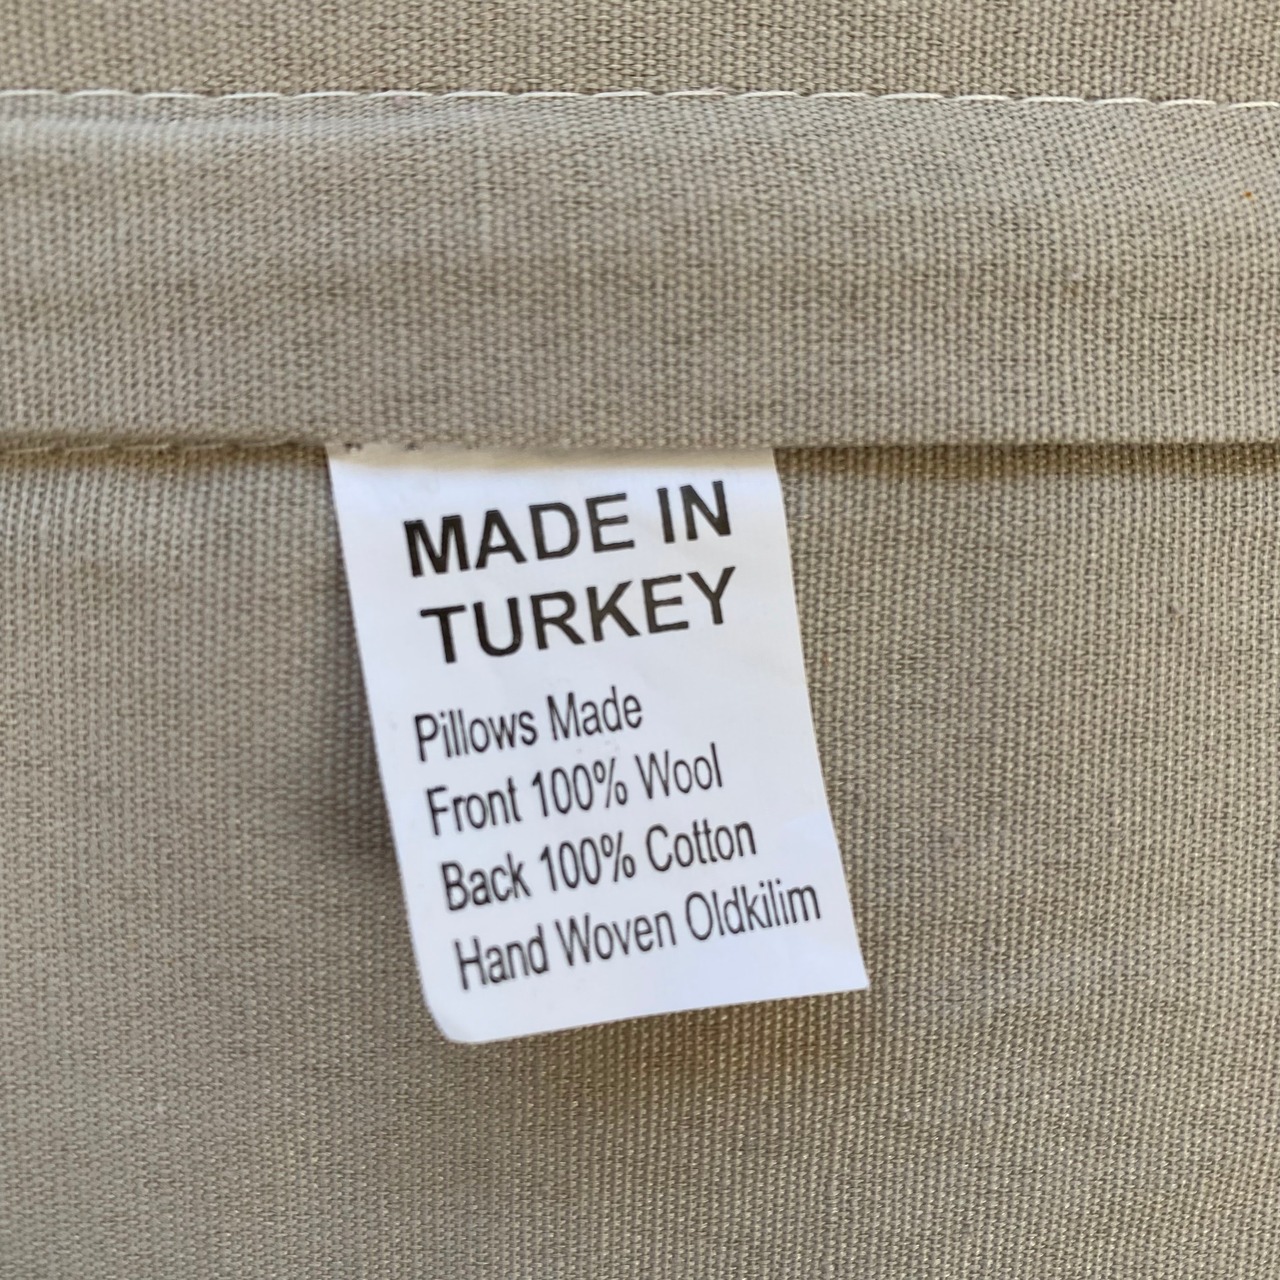 MADE IN
TURKEY
Pillows Made
Front 100% Wool
Back 100% Cotton
Hand Woven Oldkilim